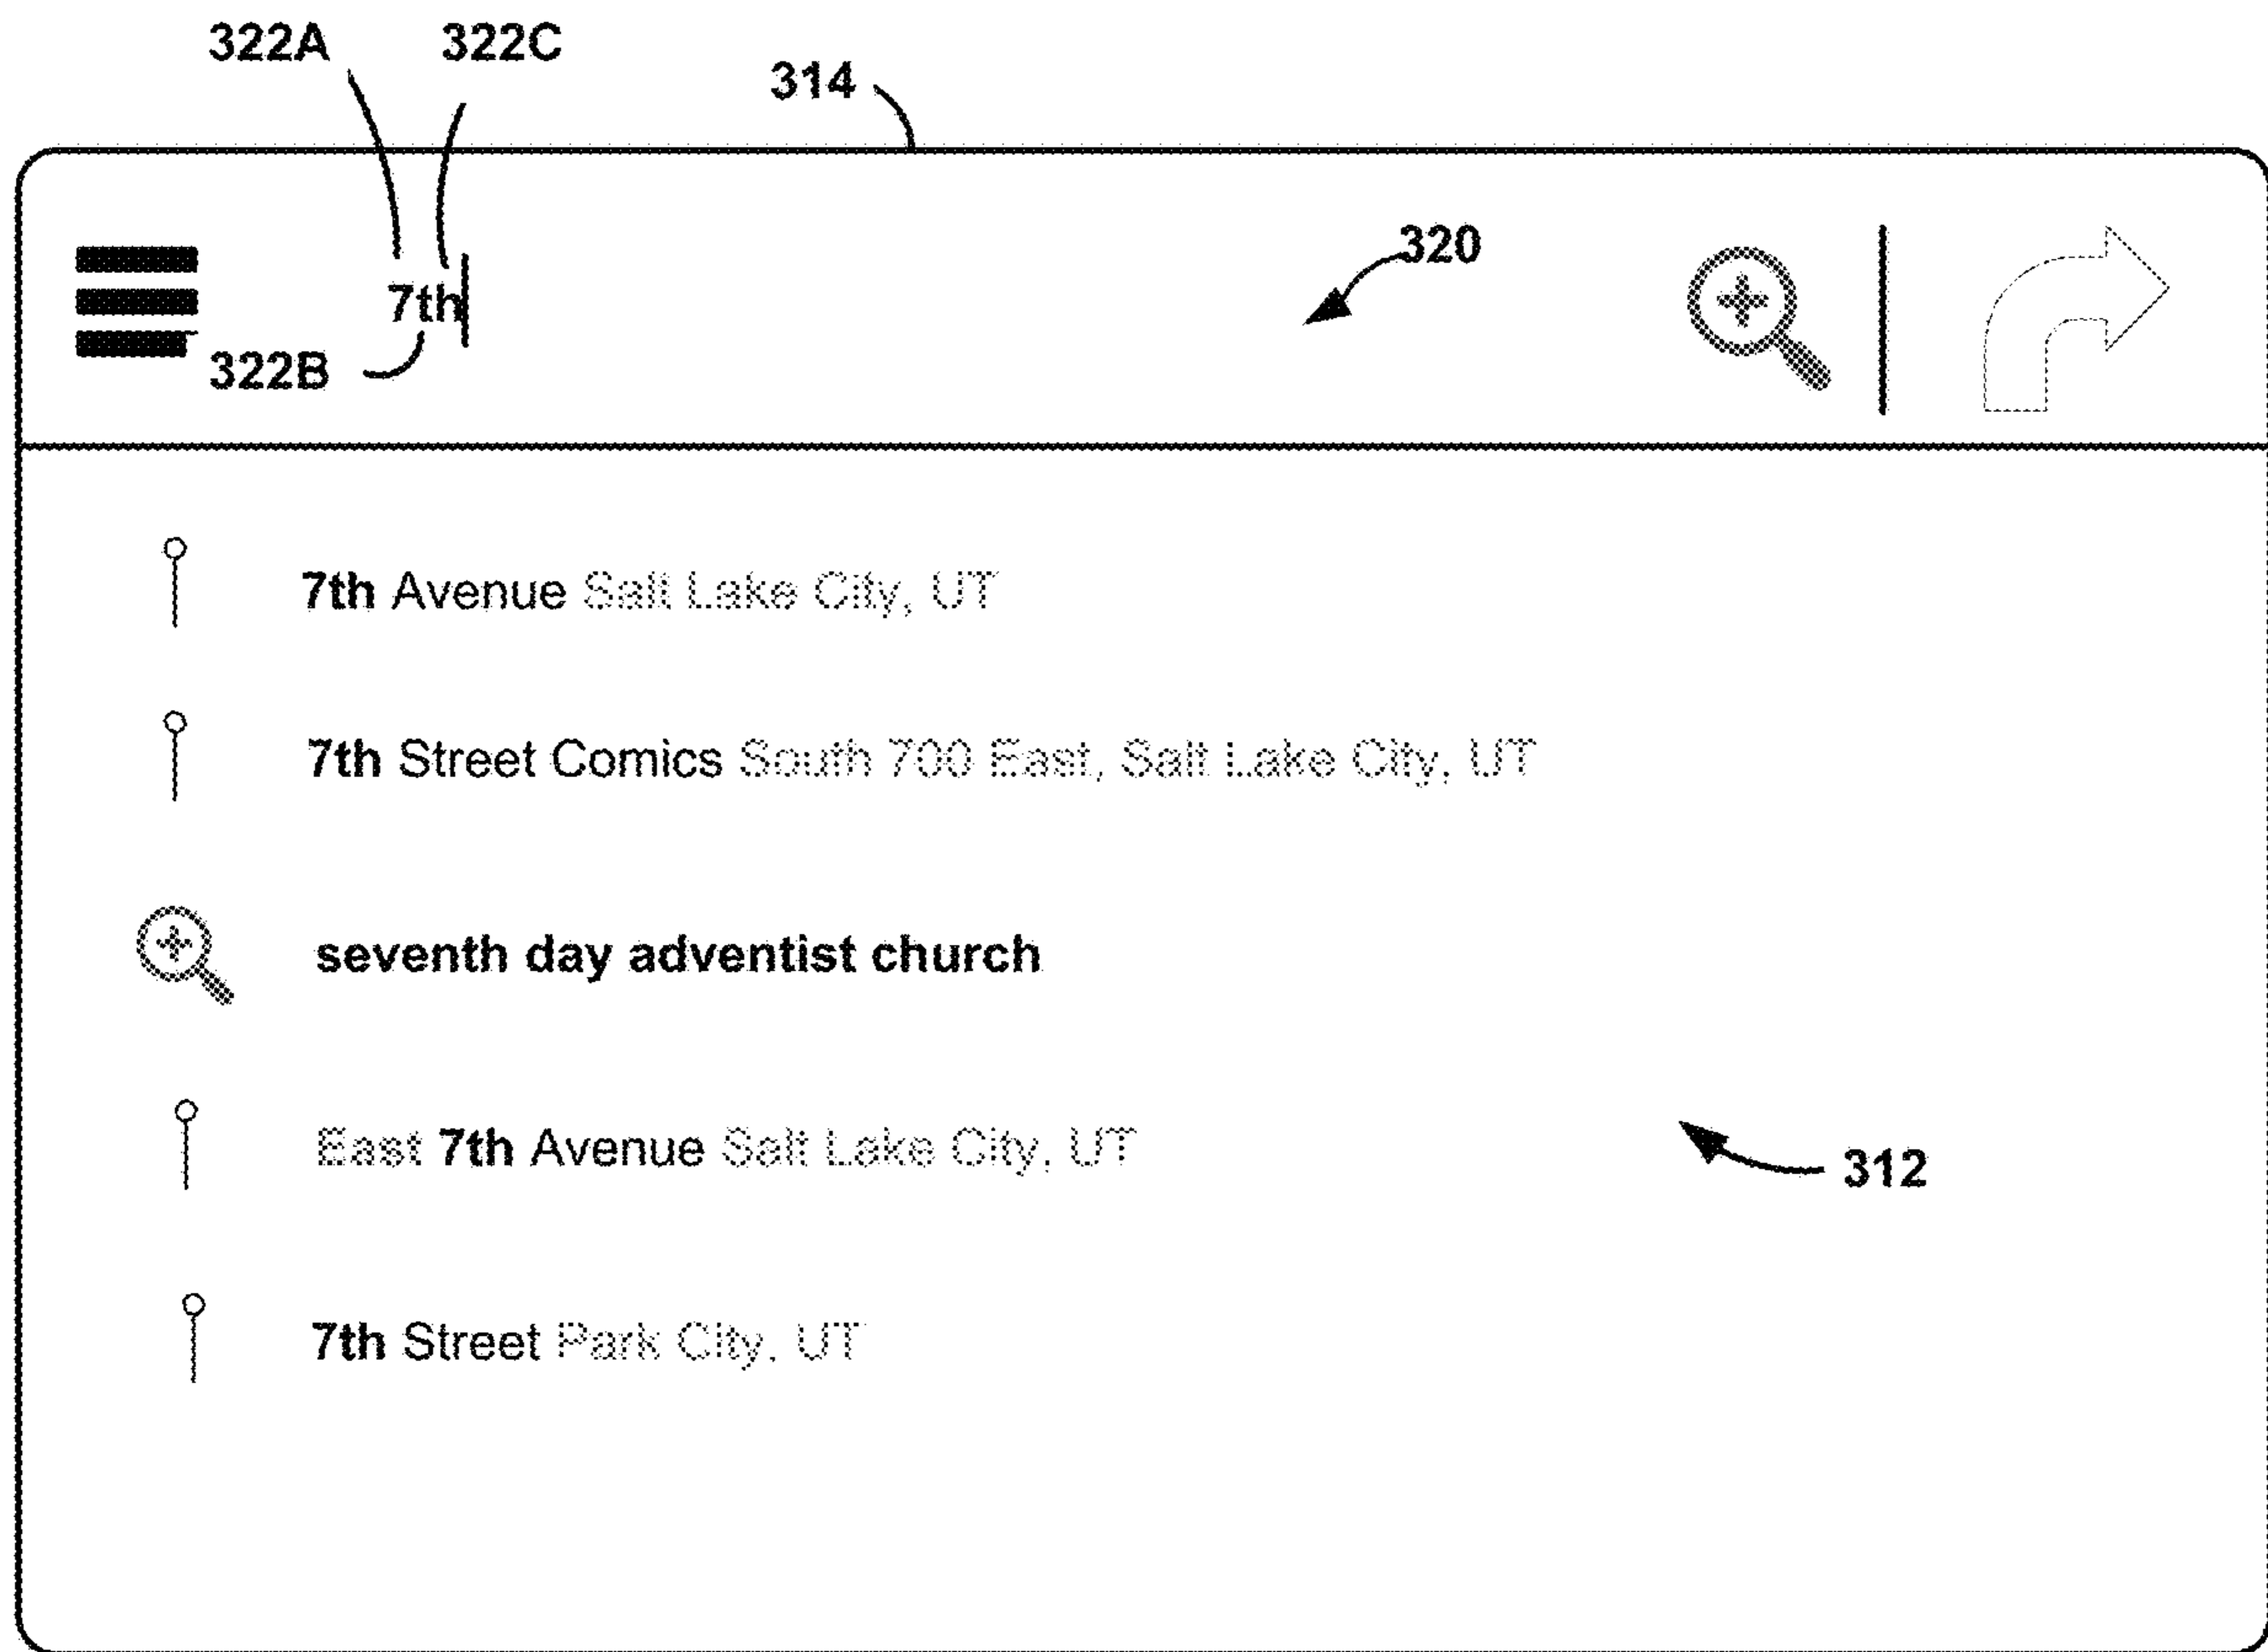 322A 322C
314
320
7th
322B
7th Avenue Salt Lake City, UT
7th Street Comics South 700 East, Salt Lake City, UT
seventh day adventist church
East 7th Avenue Salt Lake City, UT
312
7th Street Park City, UT